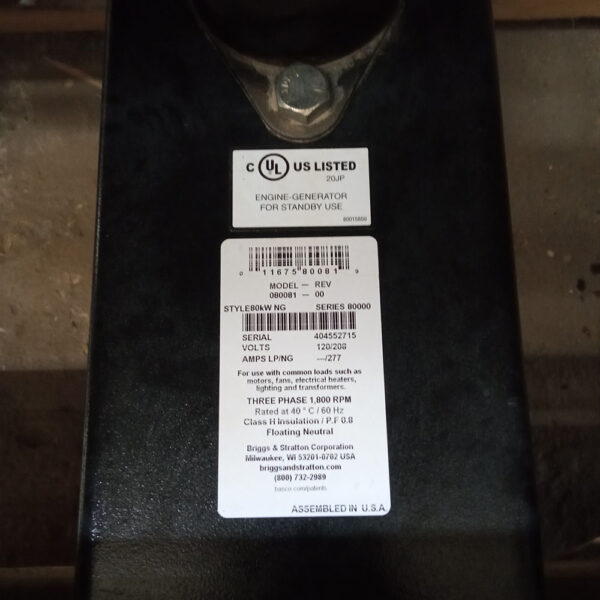 C UL US LISTED
20JP
ENGINE-GENERATOR
FOR STANDBY USE
80015850
0 11675 80081 9
MODEL — REV
080081 — 00
STYLE80kW NG SERIES 80000
SERIAL 404552715
VOLTS 120/208
AMPS LP/NG ---/277
For use with common loads such as
motors, fans, electrical heaters,
lighting and transformers.
THREE PHASE 1,800 RPM
Rated at 40 ° C / 60 Hz
Class H insulation / P.F 0.8
Floating Neutral
Briggs & Stratton Corporation
Milwaukee, WI 53201-0702 USA
briggsandstratton.com
(800) 732-2989
basco.com/patents
ASSEMBLED IN U.S.A.